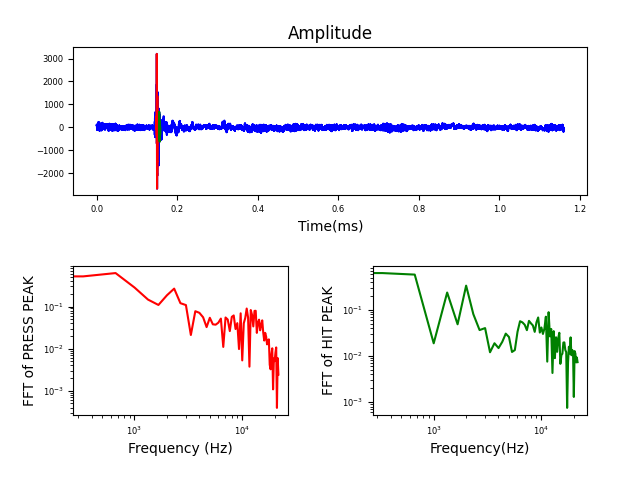 Amplitude
3000
2000
1000
0
−1000
−2000
0.0 0.2 0.4 0.6 0.8 1.0 1.2
Time(ms)
FFT of PRESS PEAK
10⁻¹
10⁻²
10⁻³
10³ 10⁴
Frequency (Hz)
FFT of HIT PEAK
10⁻¹
10⁻²
10⁻³
10³ 10⁴
Frequency(Hz)